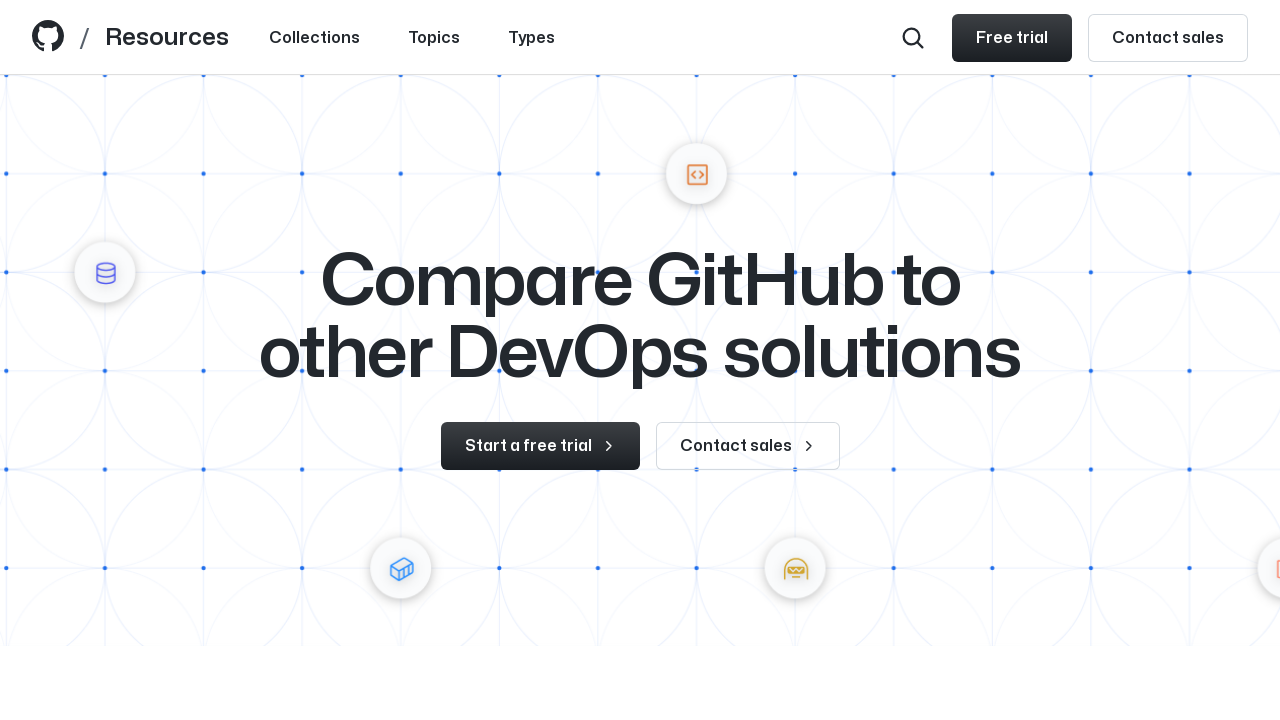 / Resources Collections Topics Types Free trial Contact sales
Compare GitHub to
other DevOps solutions
Start a free trial Contact sales